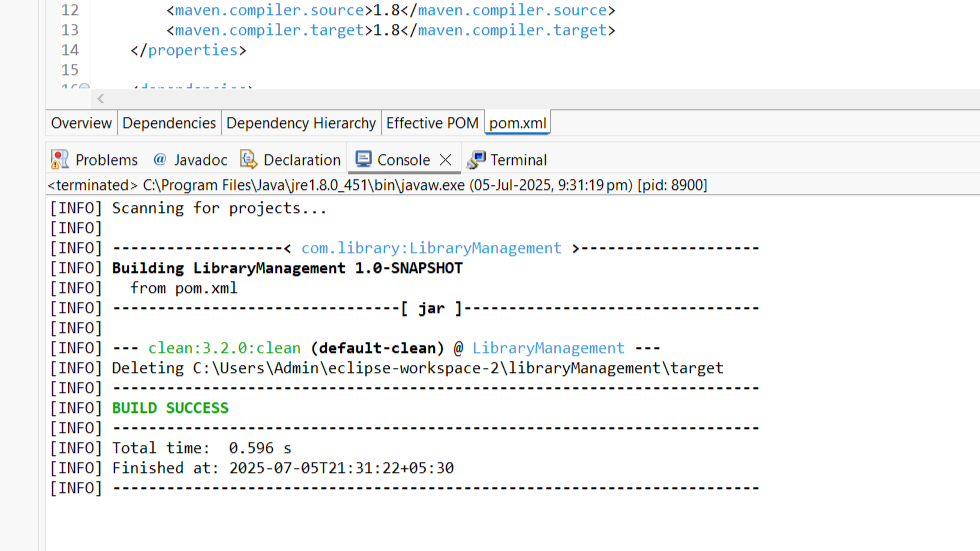 12 <maven.compiler.source>1.8</maven.compiler.source>
13 <maven.compiler.target>1.8</maven.compiler.target>
14 </properties>
15
Overview Dependencies Dependency Hierarchy Effective POM pom.xml
Problems @ Javadoc Declaration Console Terminal
<terminated> C:\Program Files\Java\jre1.8.0_451\bin\javaw.exe (05-Jul-2025, 9:31:19 pm) [pid: 8900]
[INFO] Scanning for projects...
[INFO]
[INFO] -------------------< com.library:LibraryManagement >--------------------
[INFO] Building LibraryManagement 1.0-SNAPSHOT
[INFO]   from pom.xml
[INFO] --------------------------------[ jar ]---------------------------------
[INFO]
[INFO] --- clean:3.2.0:clean (default-clean) @ LibraryManagement ---
[INFO] Deleting C:\Users\Admin\eclipse-workspace-2\libraryManagement\target
[INFO] ------------------------------------------------------------------------
[INFO] BUILD SUCCESS
[INFO] ------------------------------------------------------------------------
[INFO] Total time:  0.596 s
[INFO] Finished at: 2025-07-05T21:31:22+05:30
[INFO] ------------------------------------------------------------------------